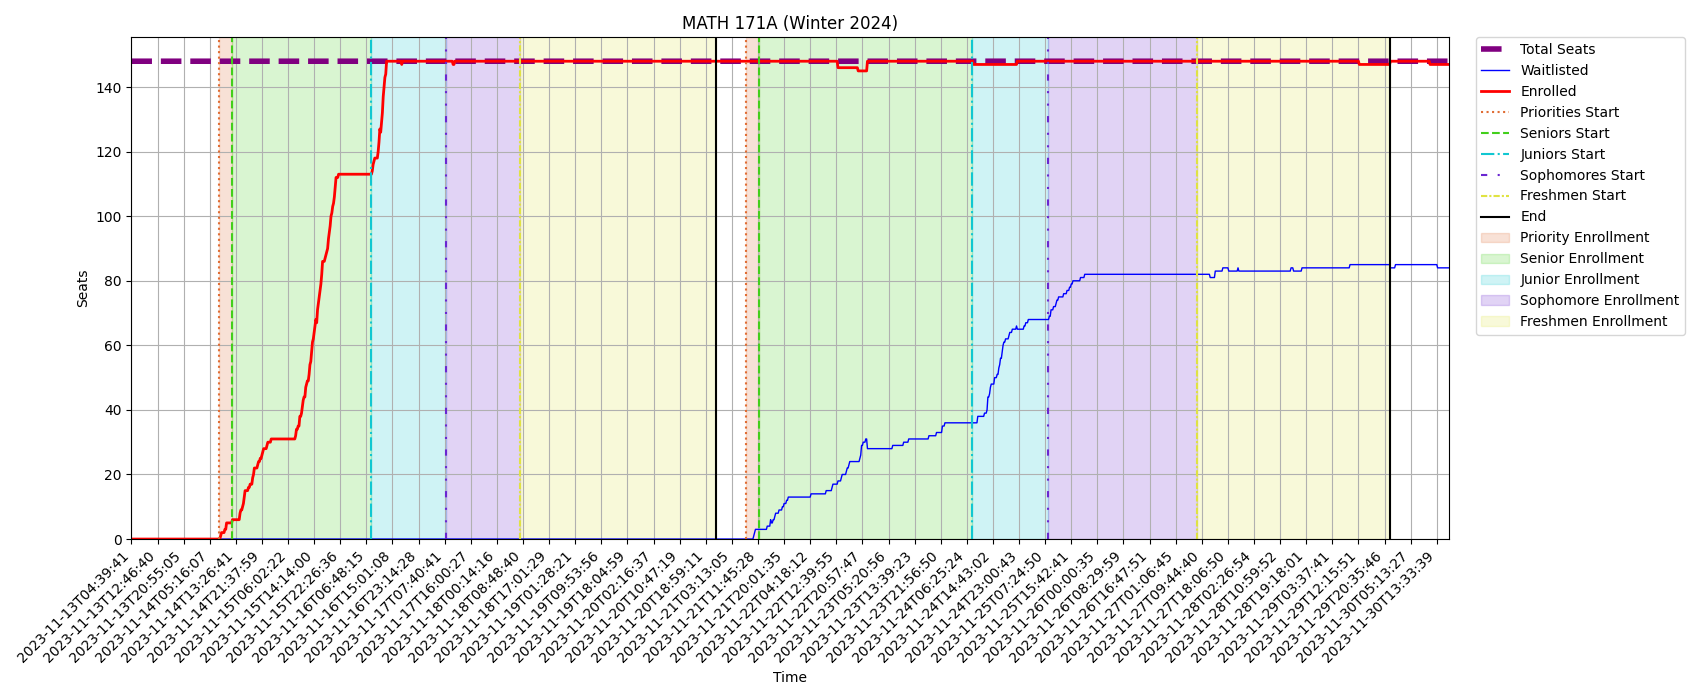 MATH 171A (Winter 2024)
Seats
140
120
100
80
60
40
20
0
2023-11-13T04:39:41
2023-11-13T12:46:40
2023-11-13T20:55:05
2023-11-14T05:16:07
2023-11-14T13:26:41
2023-11-14T21:37:59
2023-11-15T06:02:22
2023-11-15T14:14:00
2023-11-15T22:26:36
2023-11-16T06:48:15
2023-11-16T15:01:08
2023-11-16T23:14:28
2023-11-17T07:40:41
2023-11-17T16:00:27
2023-11-18T00:14:16
2023-11-18T08:48:40
2023-11-18T17:01:29
2023-11-19T01:28:21
2023-11-19T09:53:56
2023-11-19T18:04:59
2023-11-20T02:16:37
2023-11-20T10:47:19
2023-11-20T18:59:11
2023-11-21T03:13:05
2023-11-21T11:45:28
2023-11-21T20:01:35
2023-11-22T04:18:12
2023-11-22T12:39:55
2023-11-22T20:57:47
2023-11-23T05:20:56
2023-11-23T13:39:23
2023-11-23T21:56:50
2023-11-24T06:25:24
2023-11-24T14:43:02
2023-11-24T23:00:43
2023-11-25T07:24:50
2023-11-25T15:42:41
2023-11-26T00:00:35
2023-11-26T08:29:59
2023-11-26T16:47:51
2023-11-27T01:06:45
2023-11-27T09:44:40
2023-11-27T18:06:50
2023-11-28T02:26:54
2023-11-28T10:59:52
2023-11-28T19:18:01
2023-11-29T03:37:41
2023-11-29T12:15:51
2023-11-29T20:35:46
2023-11-30T05:13:27
2023-11-30T13:33:39
Time
Total Seats
Waitlisted
Enrolled
Priorities Start
Seniors Start
Juniors Start
Sophomores Start
Freshmen Start
End
Priority Enrollment
Senior Enrollment
Junior Enrollment
Sophomore Enrollment
Freshmen Enrollment